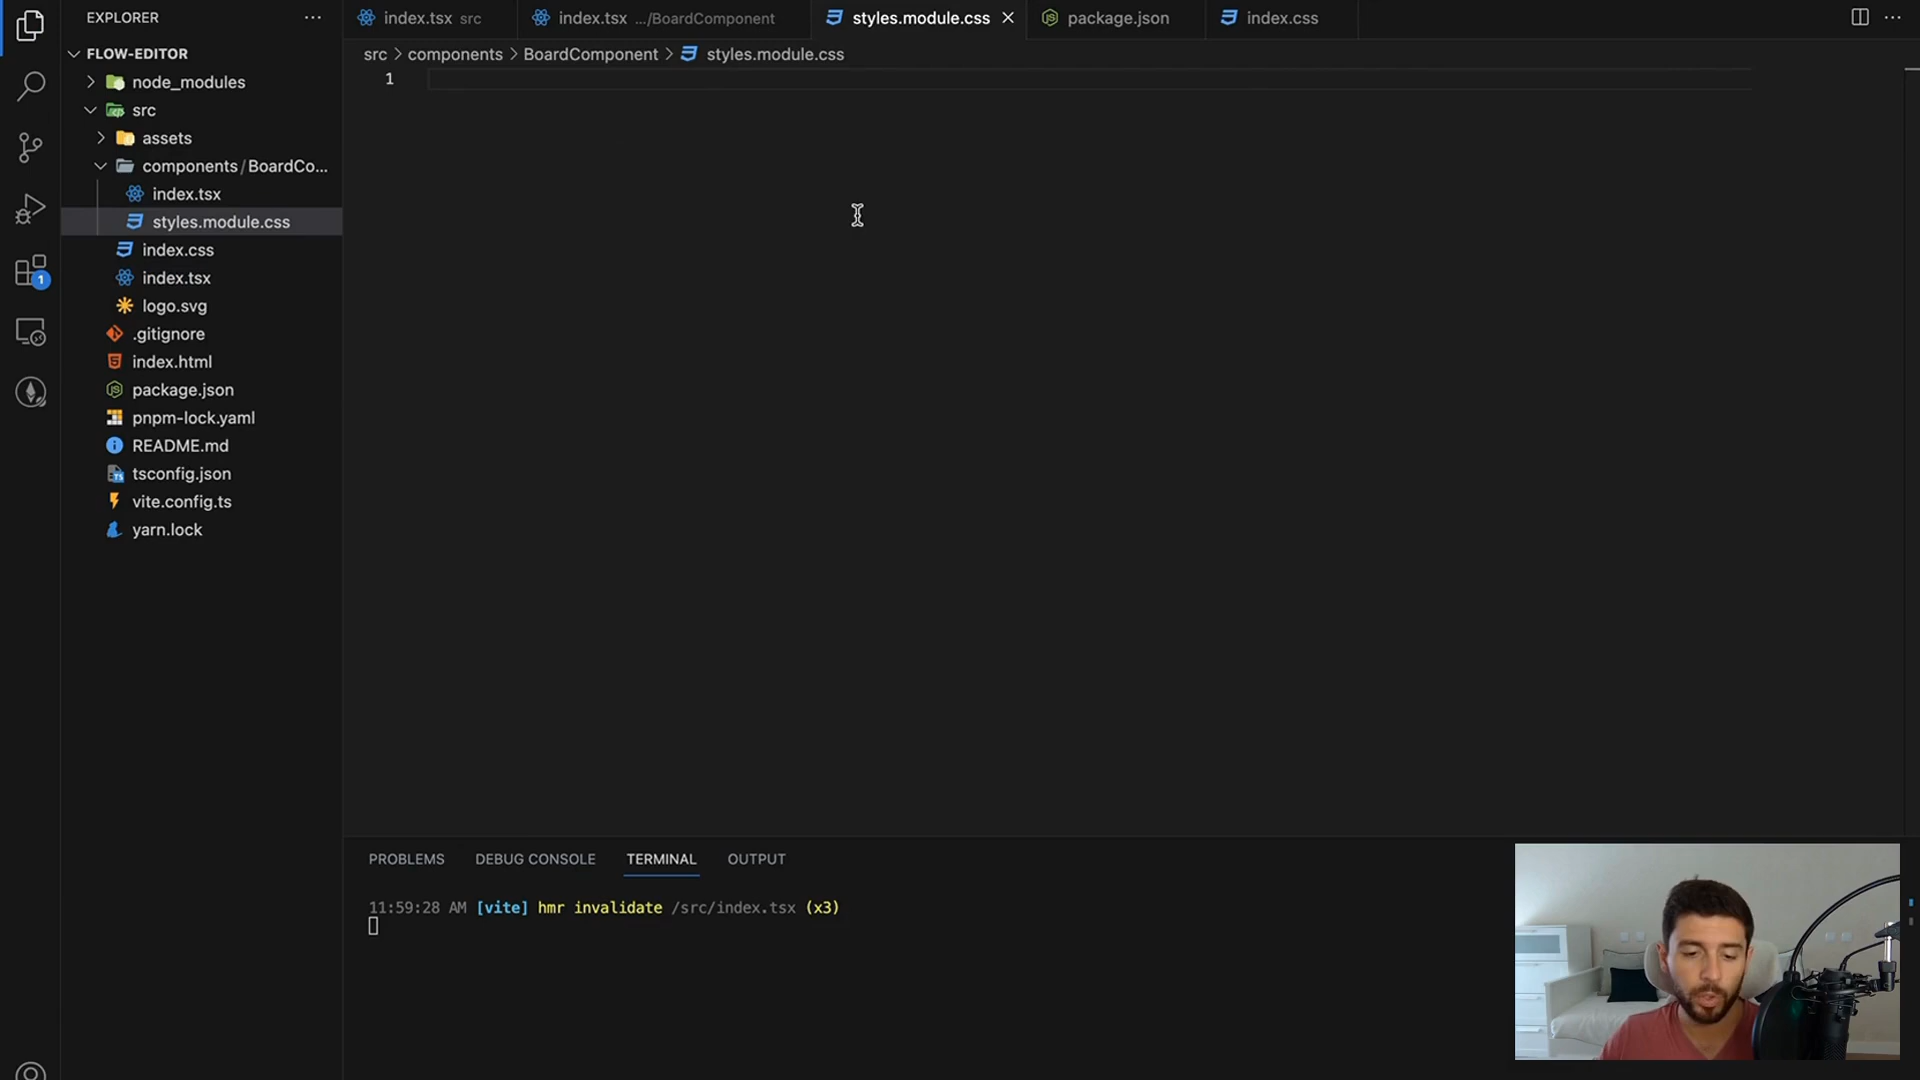 EXPLORER
FLOW-EDITOR
node_modules
src
assets
components/BoardCo...
index.tsx
styles.module.css
index.css
index.tsx
logo.svg
.gitignore
index.html
package.json
pnpm-lock.yaml
README.md
tsconfig.json
vite.config.ts
yarn.lock
1
index.tsx src
index.tsx .../BoardComponent
styles.module.css
package.json
index.css
src > components > BoardComponent > styles.module.css
1
PROBLEMS DEBUG CONSOLE TERMINAL OUTPUT
11:59:28 AM [vite] hmr invalidate /src/index.tsx (x3)